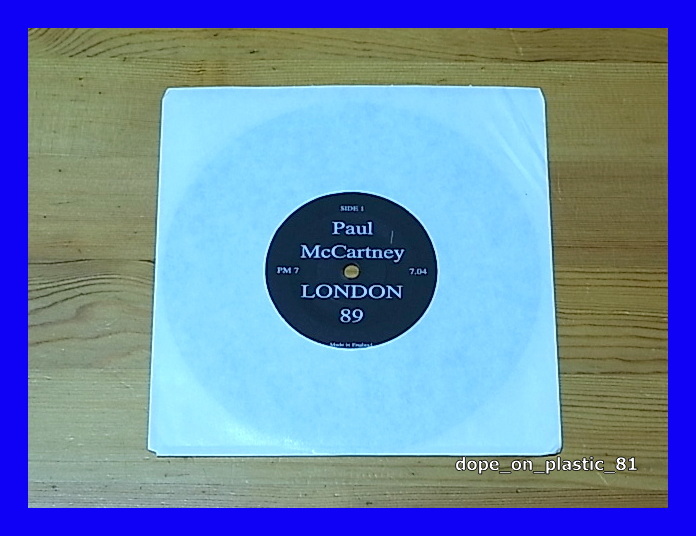 SIDE 1
Paul
McCartney
PM 7 7.04
LONDON
89
Made in England
dope_on_plastic_81